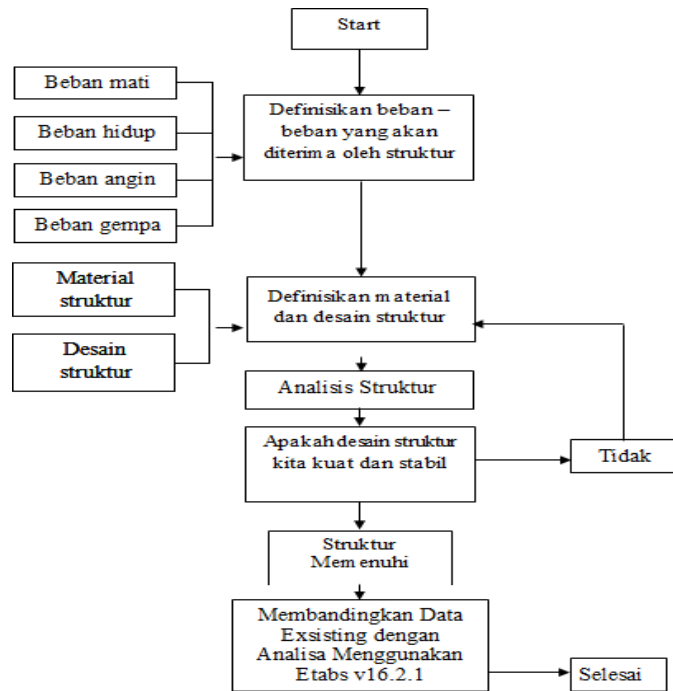 Start
Beban mati
Beban hidup
Beban angin
Beban gempa
Definisikan beban –
beban yang akan
diterima oleh struktur
Material
struktur
Desain
struktur
Definisikan material
dan desain struktur
Analisis Struktur
Apakah desain struktur
kita kuat dan stabil
Tidak
Struktur
Memenuhi
Membandingkan Data
Exsisting dengan
Analisa Menggunakan
Etabs v16.2.1
Selesai